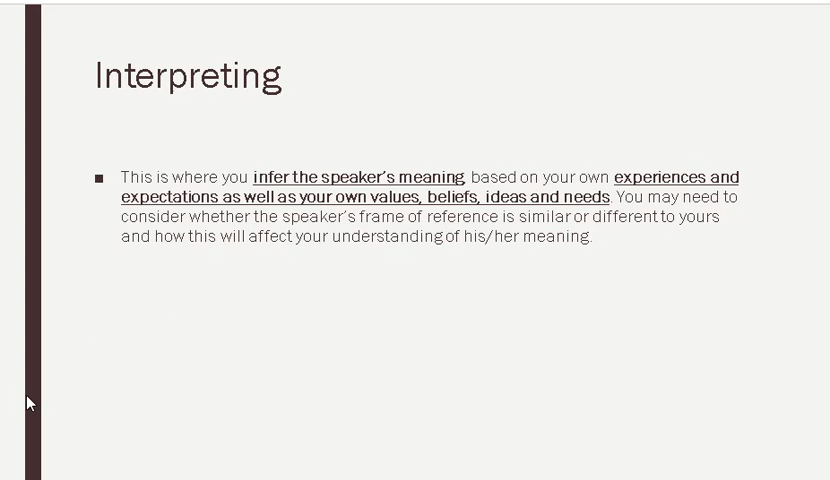 Interpreting
This is where you infer the speaker's meaning, based on your own experiences and
expectations as well as your own values, beliefs, ideas and needs. You may need to
consider whether the speaker's frame of reference is similar or different to yours
and how this will affect your understanding of his/her meaning.